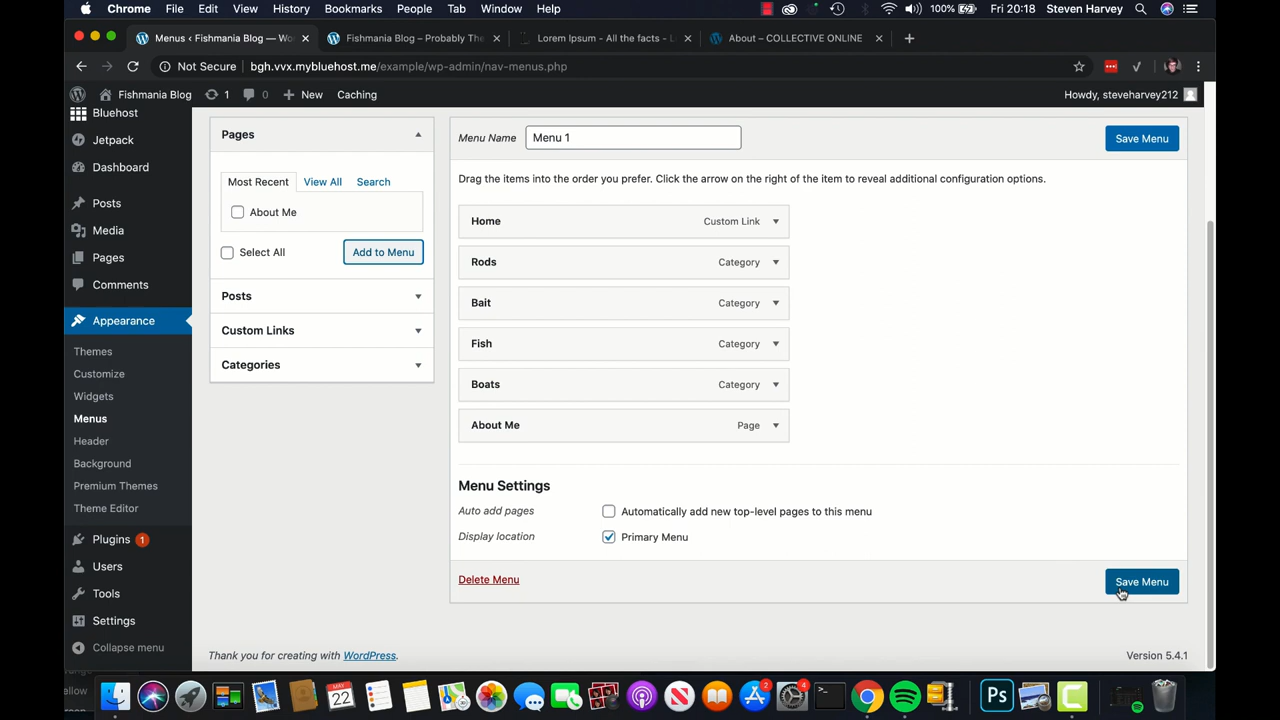 Chrome File Edit View History Bookmarks People Tab Window Help 100% Fri 20:18 Steven Harvey
Menus ‹ Fishmania Blog — Wo Fishmania Blog – Probably The Lorem Ipsum - All the facts - L About – COLLECTIVE ONLINE
Not Secure bgh.vvx.mybluehost.me/example/wp-admin/nav-menus.php
Fishmania Blog 1 0 New Caching Howdy, steveharvey212
Bluehost
Jetpack
Dashboard
Posts
Media
Pages
Comments
Appearance
Themes
Customize
Widgets
Menus
Header
Background
Premium Themes
Theme Editor
Plugins 1
Users
Tools
Settings
Collapse menu
Pages
Most Recent View All Search
About Me
Select All Add to Menu
Posts
Custom Links
Categories
Menu Name Menu 1 Save Menu
Drag the items into the order you prefer. Click the arrow on the right of the item to reveal additional configuration options.
Home Custom Link
Rods Category
Bait Category
Fish Category
Boats Category
About Me Page
Menu Settings
Auto add pages Automatically add new top-level pages to this menu
Display location Primary Menu
Delete Menu Save Menu
Thank you for creating with WordPress. Version 5.4.1
MAY
22
2
4
Ps